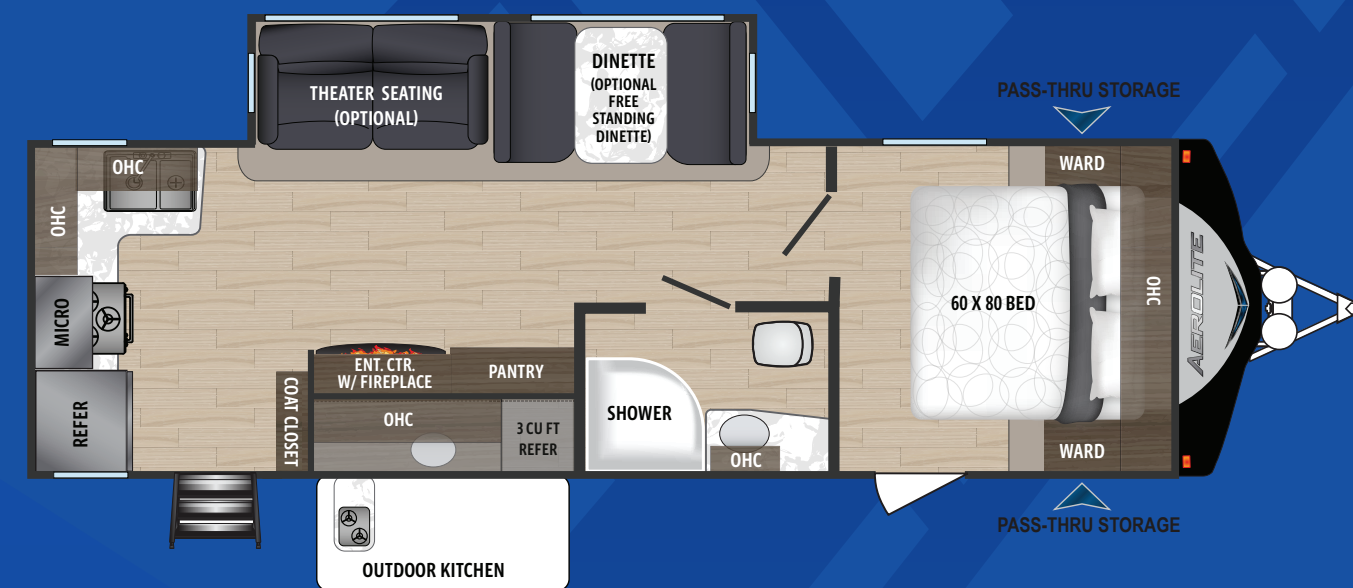 PASS-THRU STORAGE
THEATER SEATING
(OPTIONAL)
DINETTE
(OPTIONAL
FREE
STANDING
DINETTE)
OHC
OHC
MICRO
REFER
COAT CLOSET
ENT. CTR.
W/ FIREPLACE
PANTRY
OHC
3 CU FT
REFER
SHOWER
OHC
WARD
60 X 80 BED
OHC
WARD
AEROLITE
PASS-THRU STORAGE
OUTDOOR KITCHEN